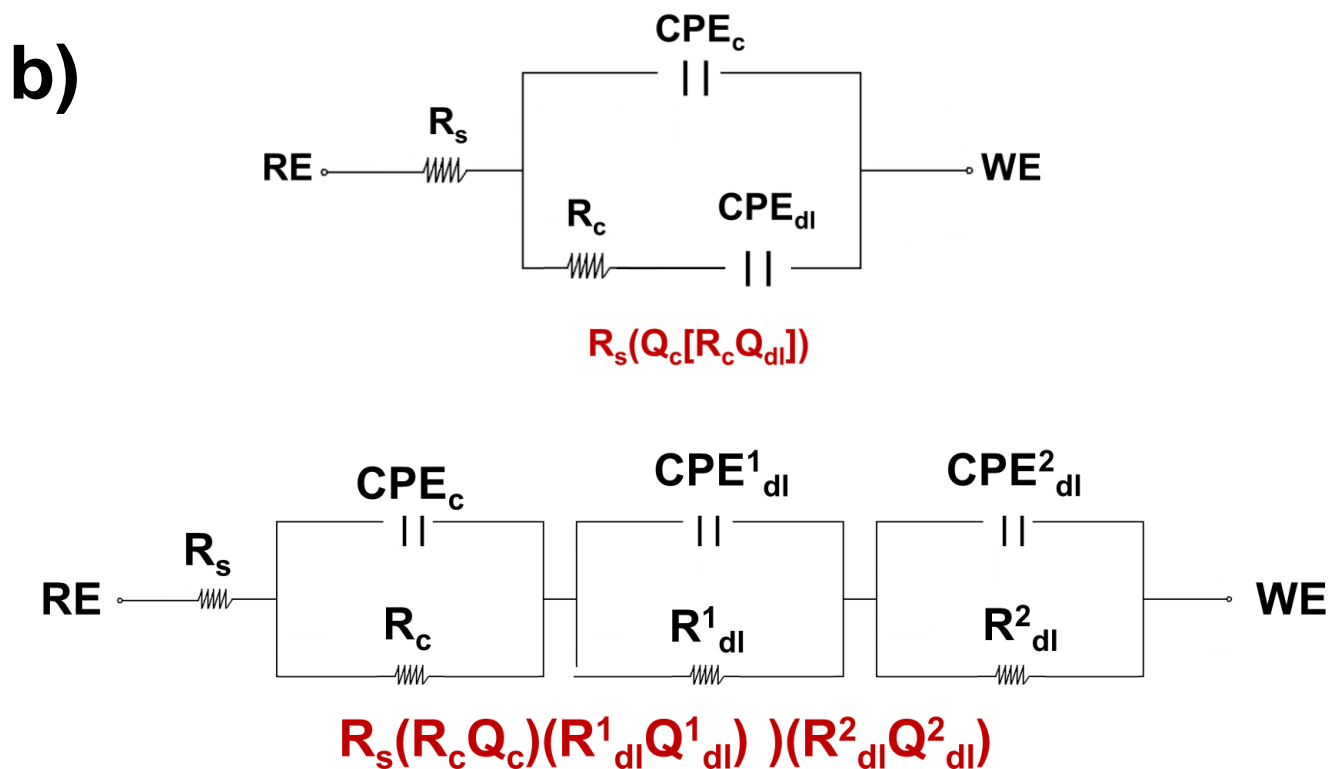 b)
CPEc
Rs
RE
WE
Rc
CPEdl
Rs(Qc[RcQdl])
CPEc
CPE¹dl
CPE²dl
Rs
RE
WE
Rc
R¹dl
R²dl
Rs(RcQc)(R¹dlQ¹dl) )(R²dlQ²dl)